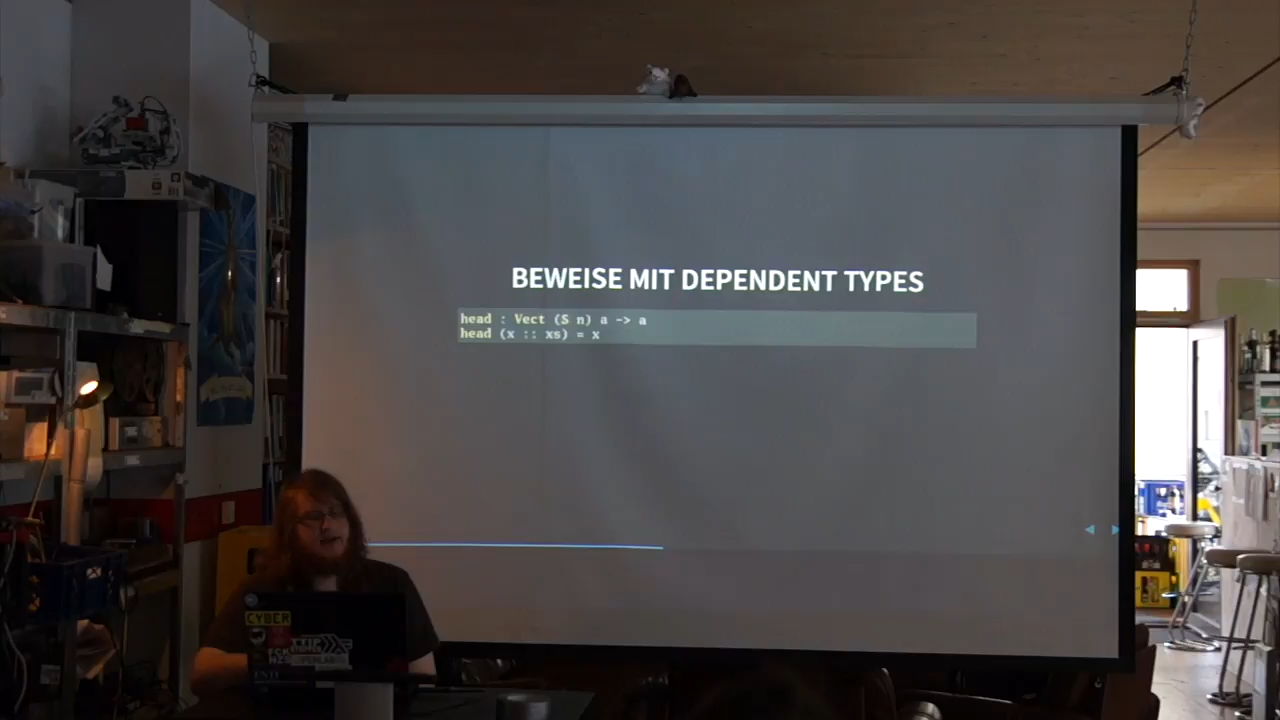 BEWEISE MIT DEPENDENT TYPES
head : Vect (S n) a -> a
head (x :: xs) = x
CYBER